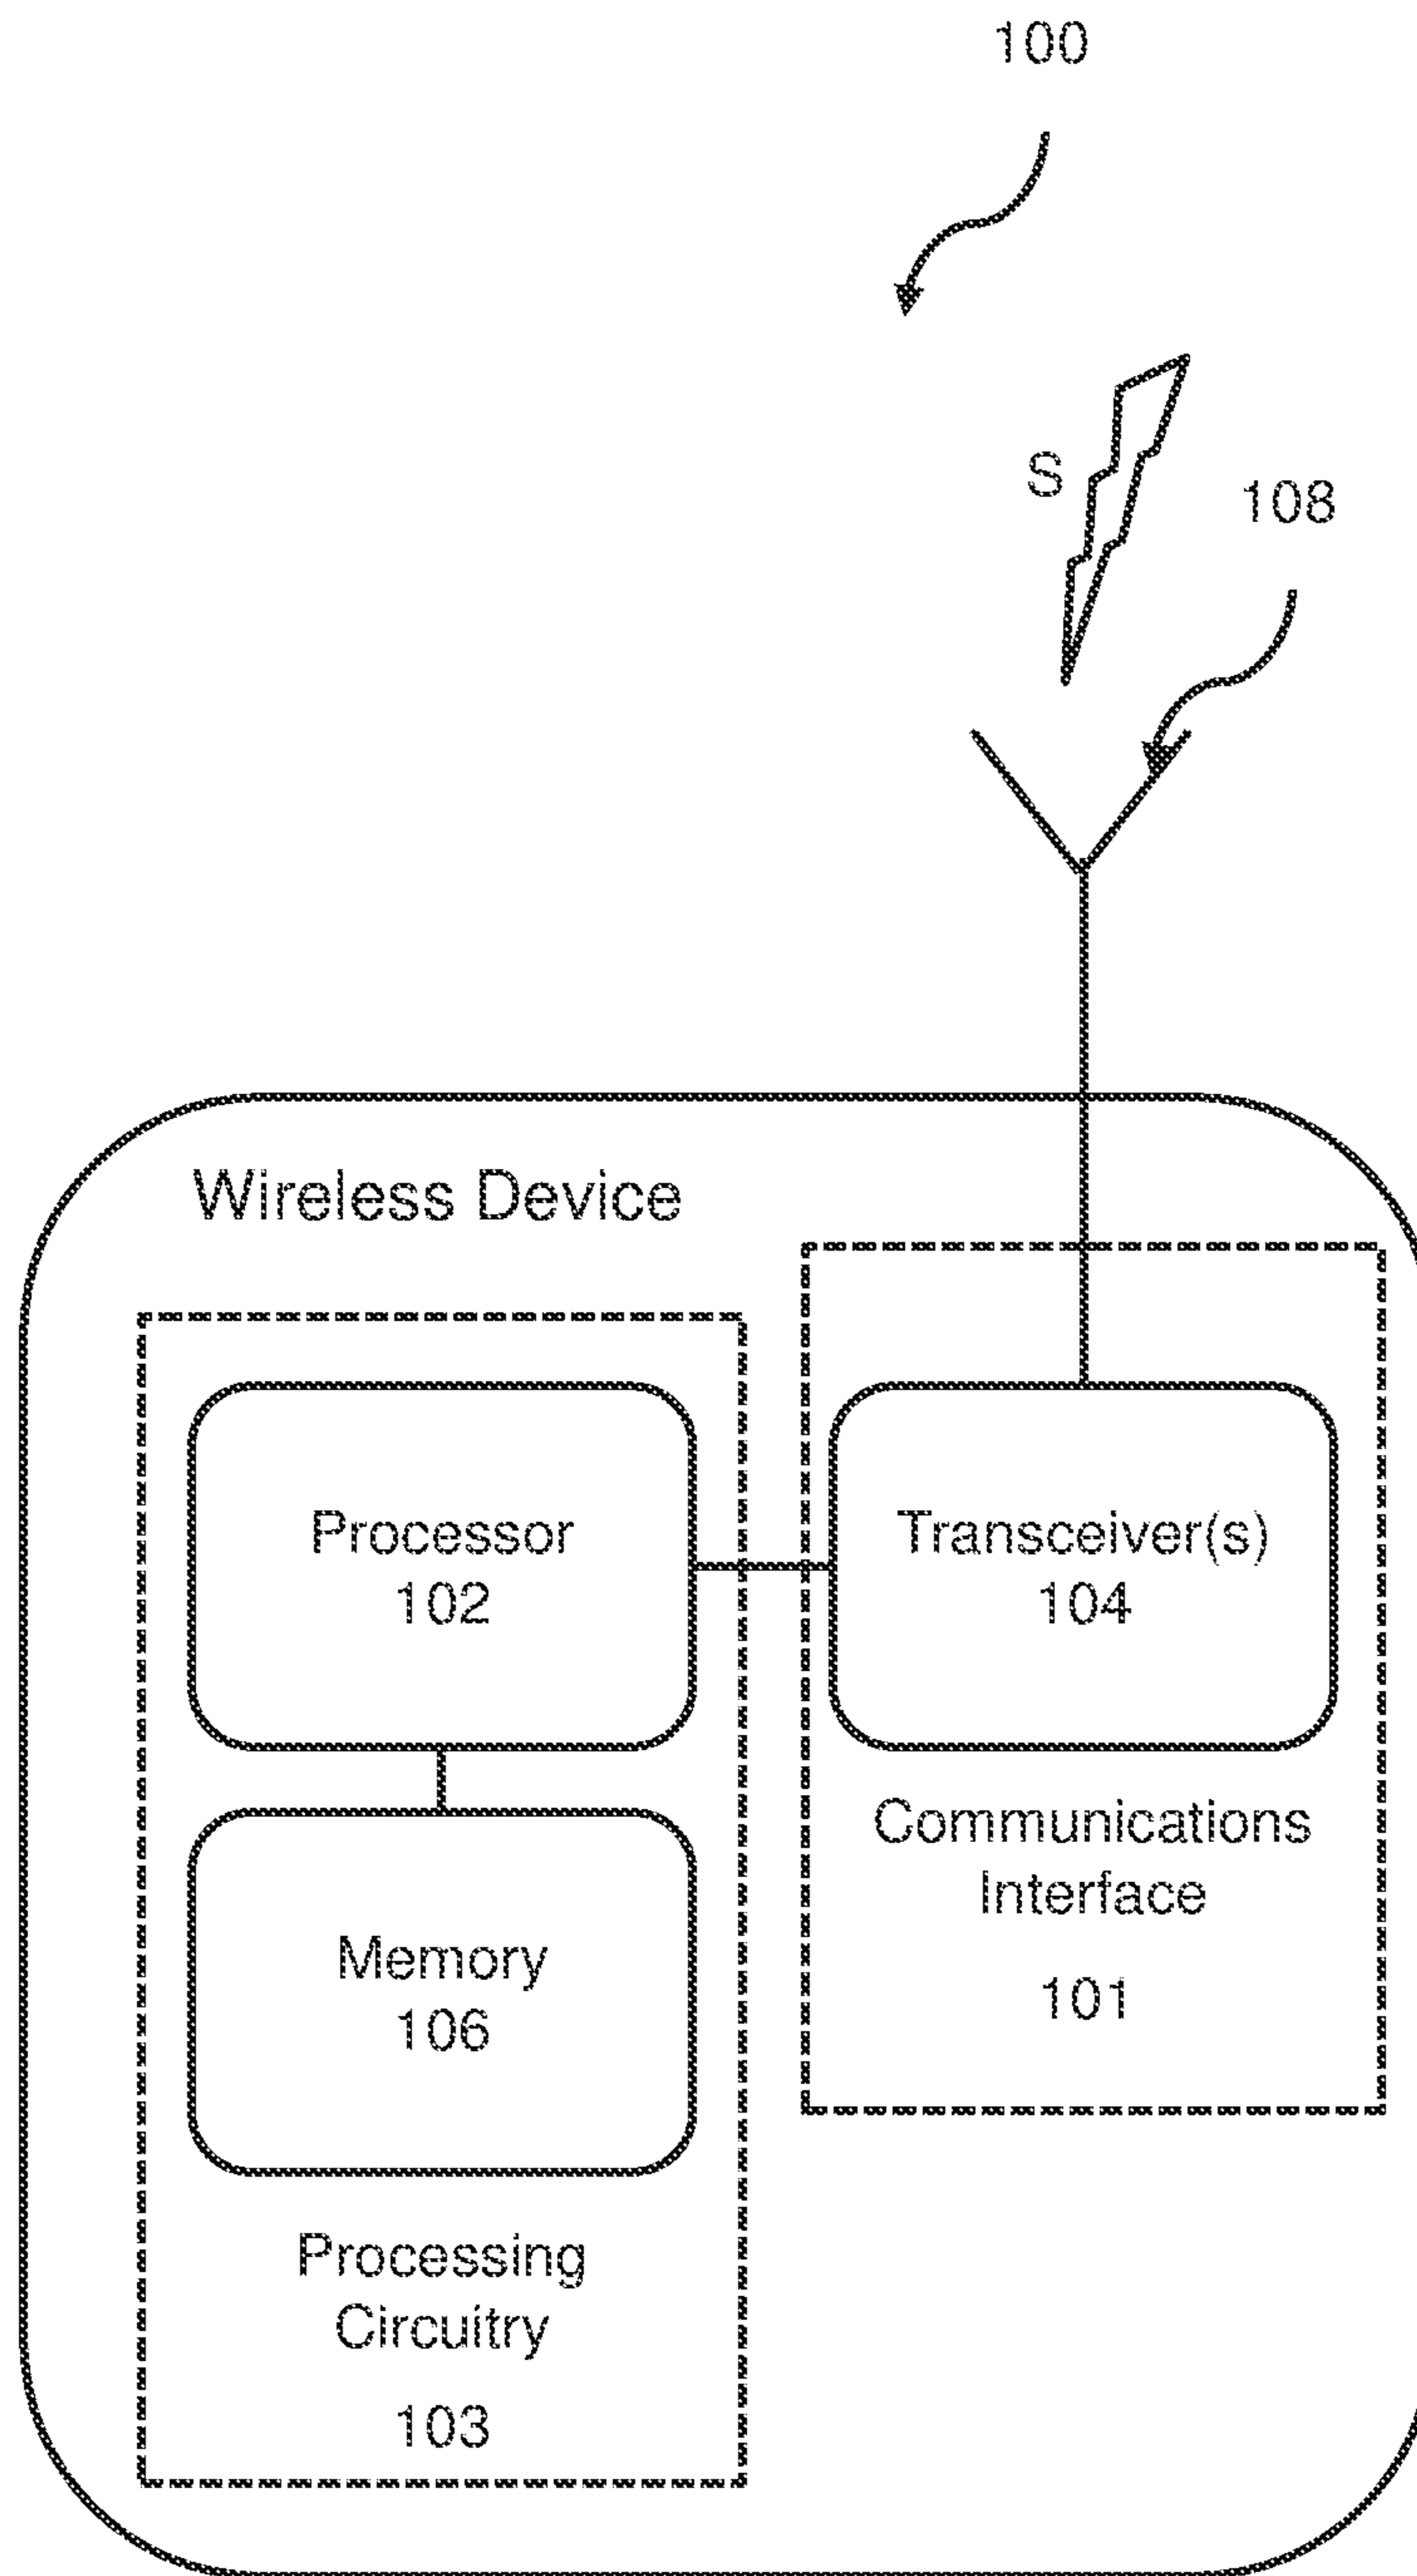 100
S
108
Wireless Device
Processor
102
Transceiver(s)
104
Communications
Interface
101
Memory
106
Processing
Circuitry
103